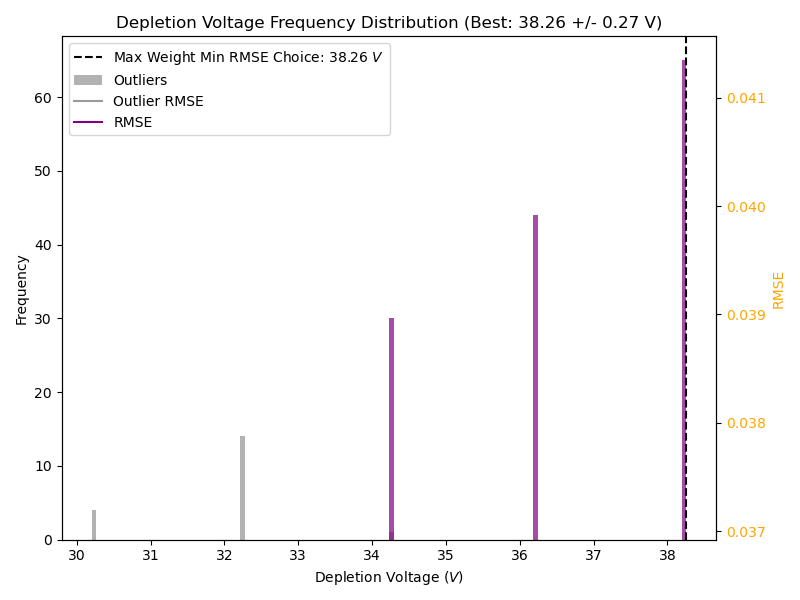 Depletion Voltage Frequency Distribution (Best: 38.26 +/- 0.27 V)
Max Weight Min RMSE Choice: 38.26 V
Outliers
Outlier RMSE
RMSE
60
50
40
30
20
10
0
Frequency
0.041
0.040
0.039
0.038
0.037
RMSE
30 31 32 33 34 35 36 37 38
Depletion Voltage (V)